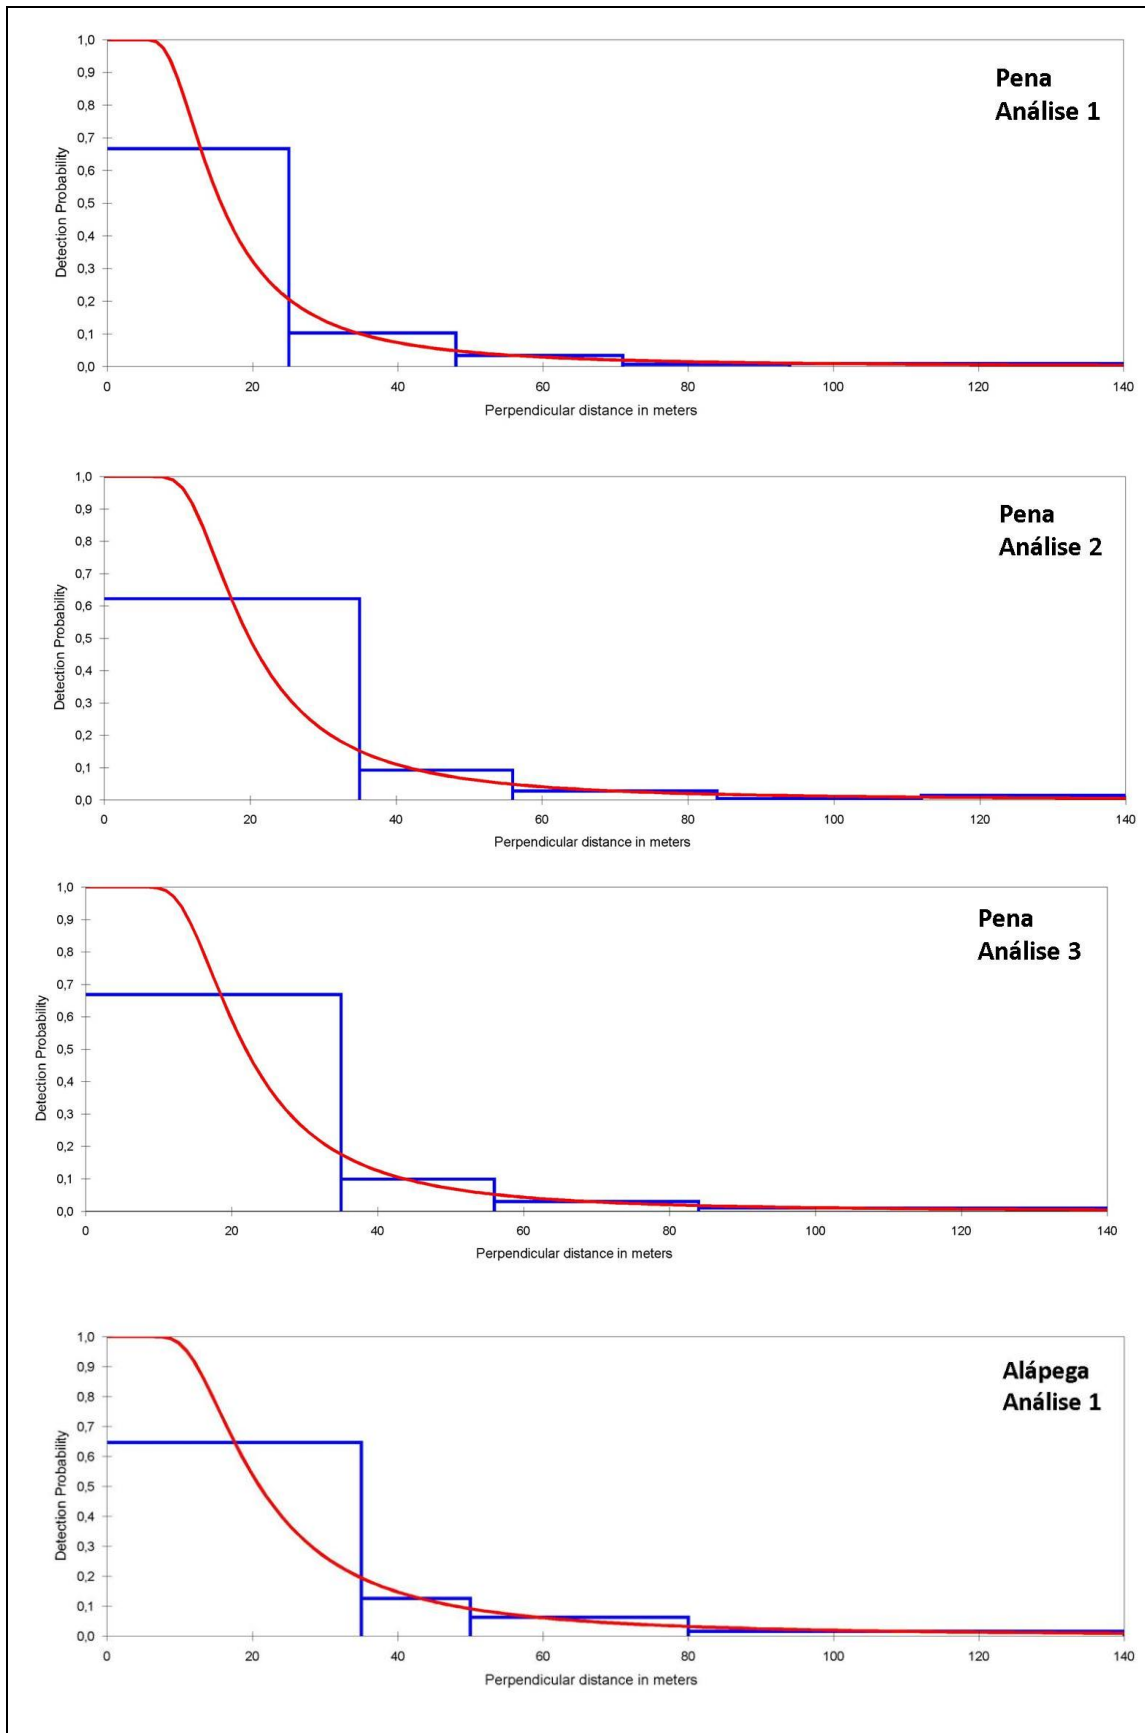 Pena
Análise 1
Detection Probability
1,0
0,9
0,8
0,7
0,6
0,5
0,4
0,3
0,2
0,1
0,0
0 20 40 60 80 100 120 140
Perpendicular distance in meters
Pena
Análise 2
Detection Probability
1,0
0,9
0,8
0,7
0,6
0,5
0,4
0,3
0,2
0,1
0,0
0 20 40 60 80 100 120 140
Perpendicular distance in meters
Pena
Análise 3
Detection Probability
1,0
0,9
0,8
0,7
0,6
0,5
0,4
0,3
0,2
0,1
0,0
0 20 40 60 80 100 120 140
Perpendicular distance in meters
Alápega
Análise 1
Detection Probability
1,0
0,9
0,8
0,7
0,6
0,5
0,4
0,3
0,2
0,1
0,0
0 20 40 60 80 100 120 140
Perpendicular distance in meters